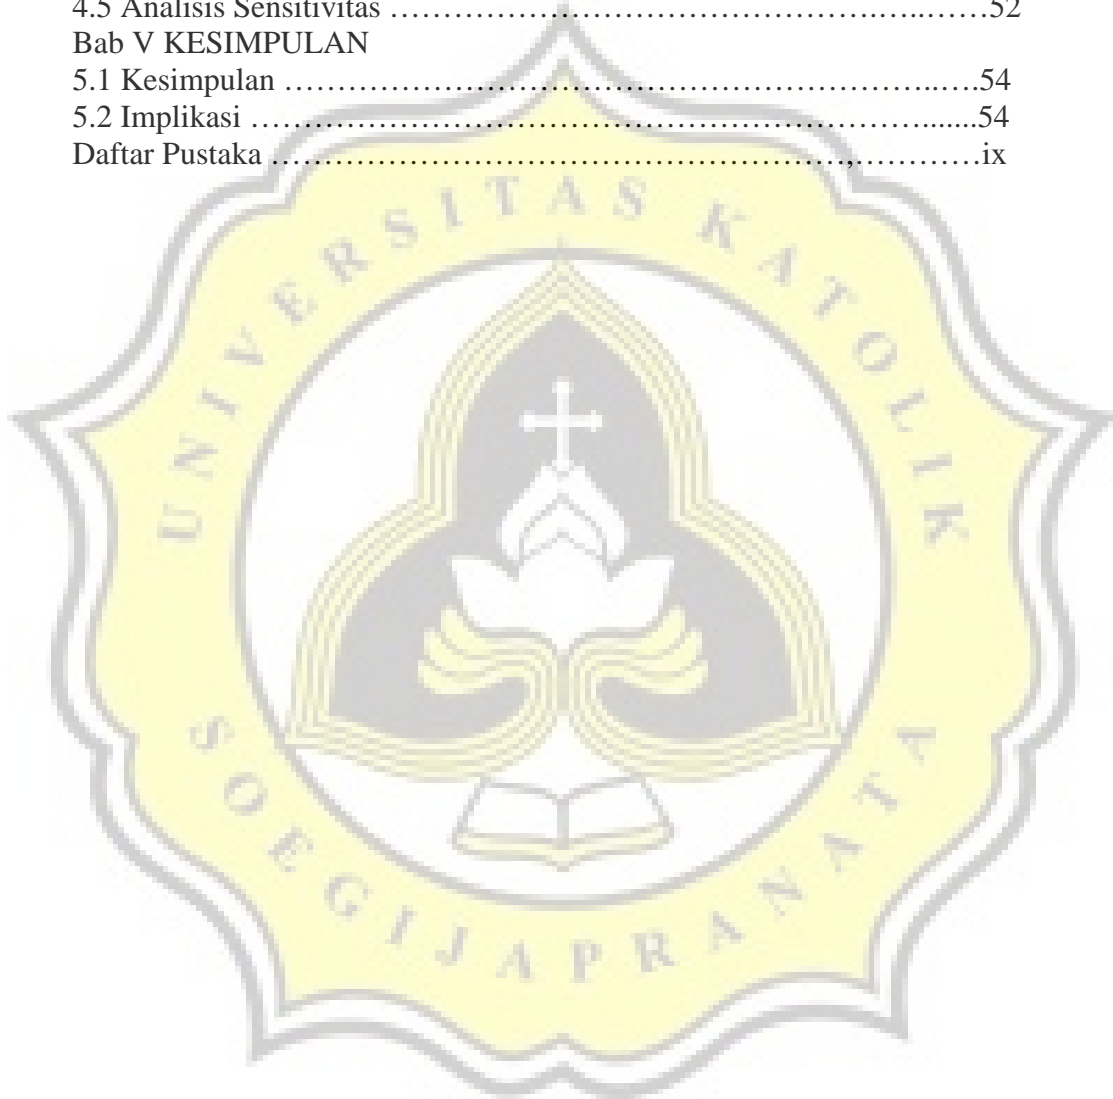 4.5 Analisis Sensitivitas …………………………………………….…..……52
Bab V KESIMPULAN
5.1 Kesimpulan ………………………………………………………..….54
5.2 Implikasi …………………………………………………………….......54
Daftar Pustaka …………………………………………………,…………ix
UNIVERSITAS KATOLIK
SOEGIJAPRANATA